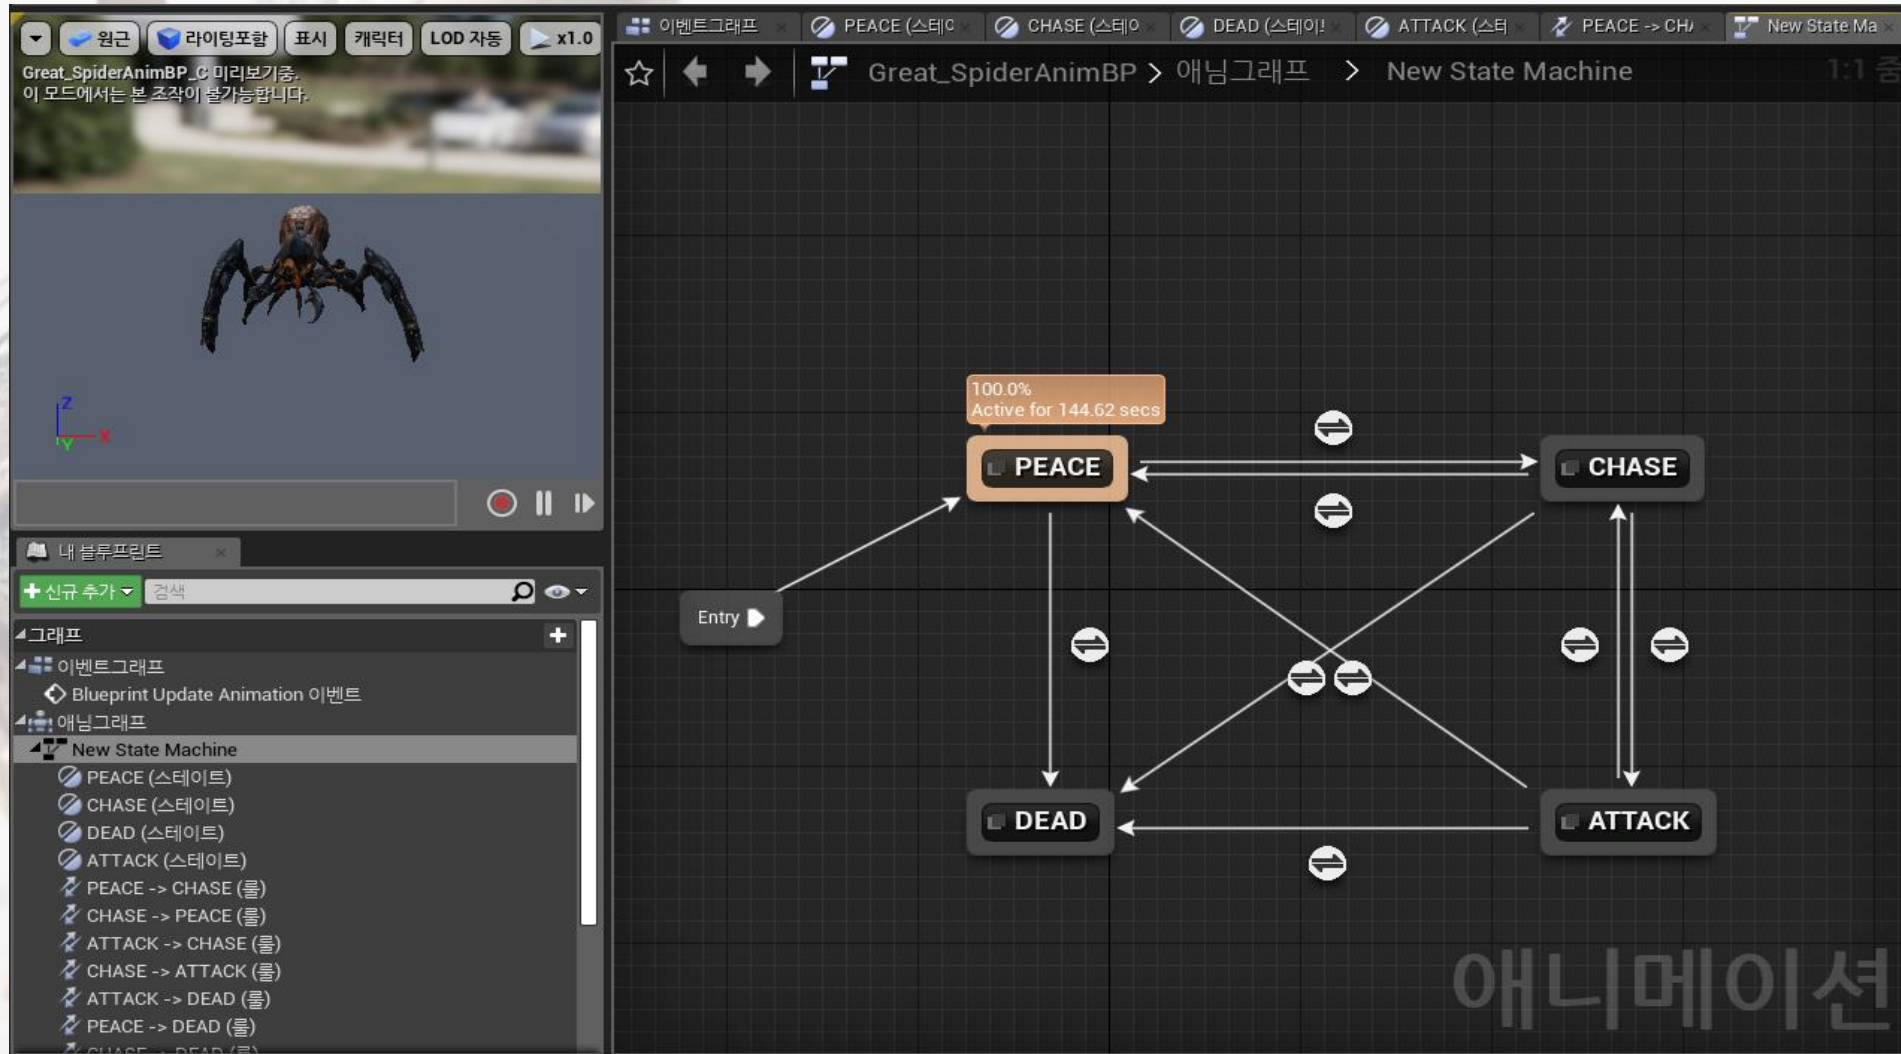 원근 라이팅포함 표시 캐릭터 LOD 자동 x1.0
Great_SpiderAnimBP_C 미리보기중.
이 모드에서는 본 조작이 불가능합니다.
Z
X
Y
내 블루프린트
신규 추가 검색
그래프
이벤트그래프
Blueprint Update Animation 이벤트
애님그래프
New State Machine
PEACE (스테이트)
CHASE (스테이트)
DEAD (스테이트)
ATTACK (스테이트)
PEACE -> CHASE (룰)
CHASE -> PEACE (룰)
ATTACK -> CHASE (룰)
CHASE -> ATTACK (룰)
ATTACK -> DEAD (룰)
PEACE -> DEAD (룰)
CHASE -> DEAD (룰)
이벤트그래프 PEACE (스테이 CHASE (스테이 DEAD (스테이! ATTACK (스테 PEACE -> CHA New State Ma
Great_SpiderAnimBP > 애님그래프 > New State Machine 1:1 줌
100.0%
Active for 144.62 secs
PEACE
CHASE
Entry
DEAD
ATTACK
애니메이션